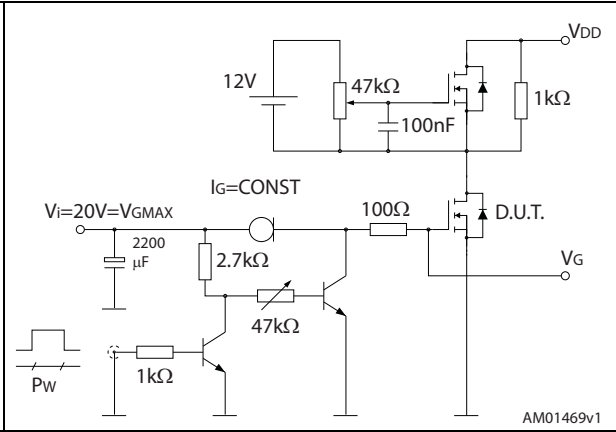 VDD
12V
47kΩ
1kΩ
100nF
IG=CONST
Vi=20V=VGMAX
100Ω
D.U.T.
2200
μF
2.7kΩ
VG
47kΩ
1kΩ
PW
AM01469v1